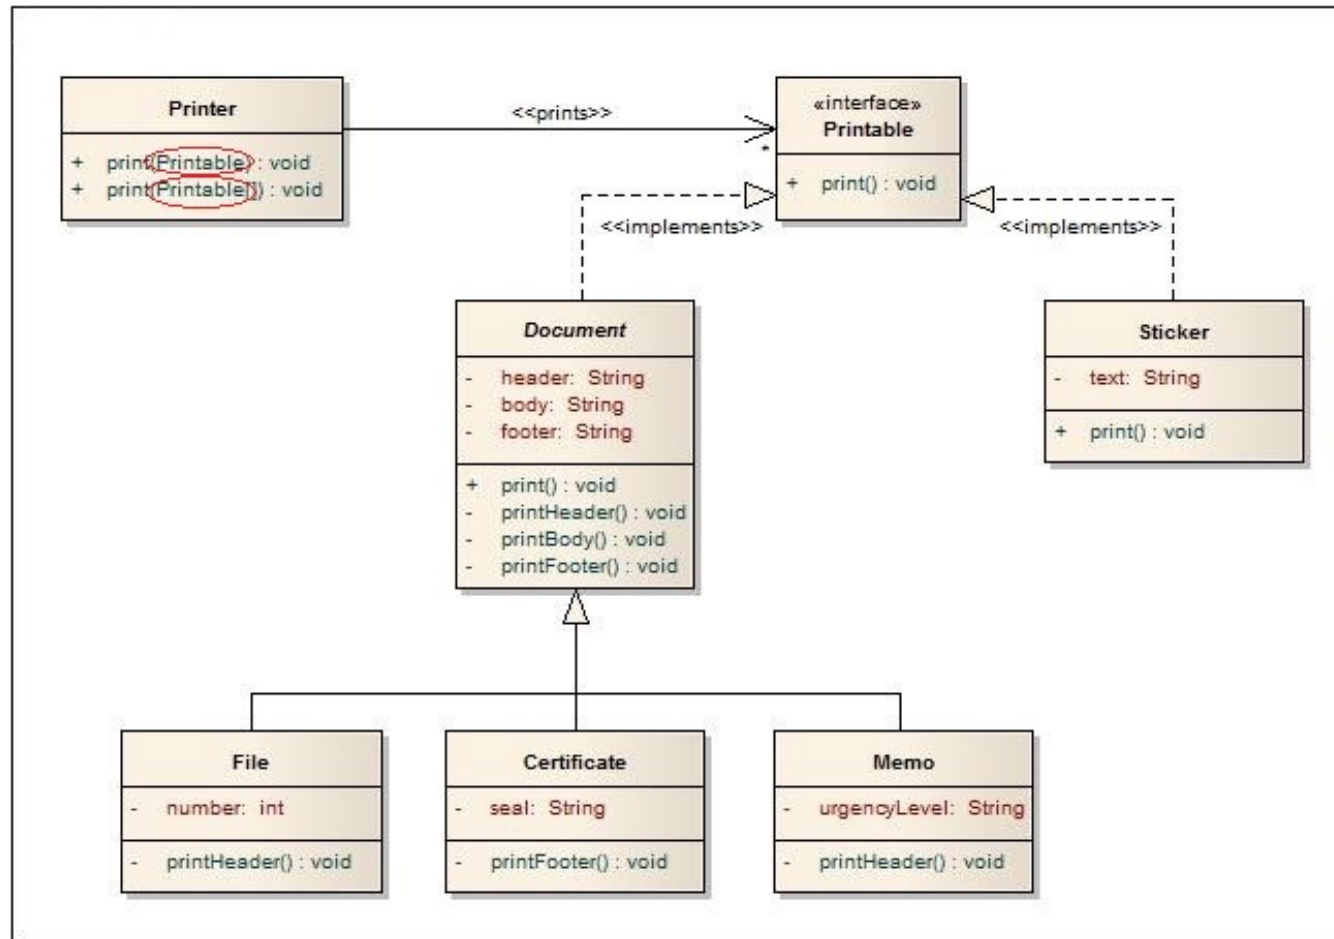 Printer
+ print(Printable) : void
+ print(Printable[]) : void
<<prints>>
«interface»
Printable
*
+ print() : void
<<implements>>
<<implements>>
Document
- header: String
- body: String
- footer: String
+ print() : void
- printHeader() : void
- printBody() : void
- printFooter() : void
Sticker
- text: String
+ print() : void
File
- number: int
- printHeader() : void
Certificate
- seal: String
- printFooter() : void
Memo
- urgencyLevel: String
- printHeader() : void